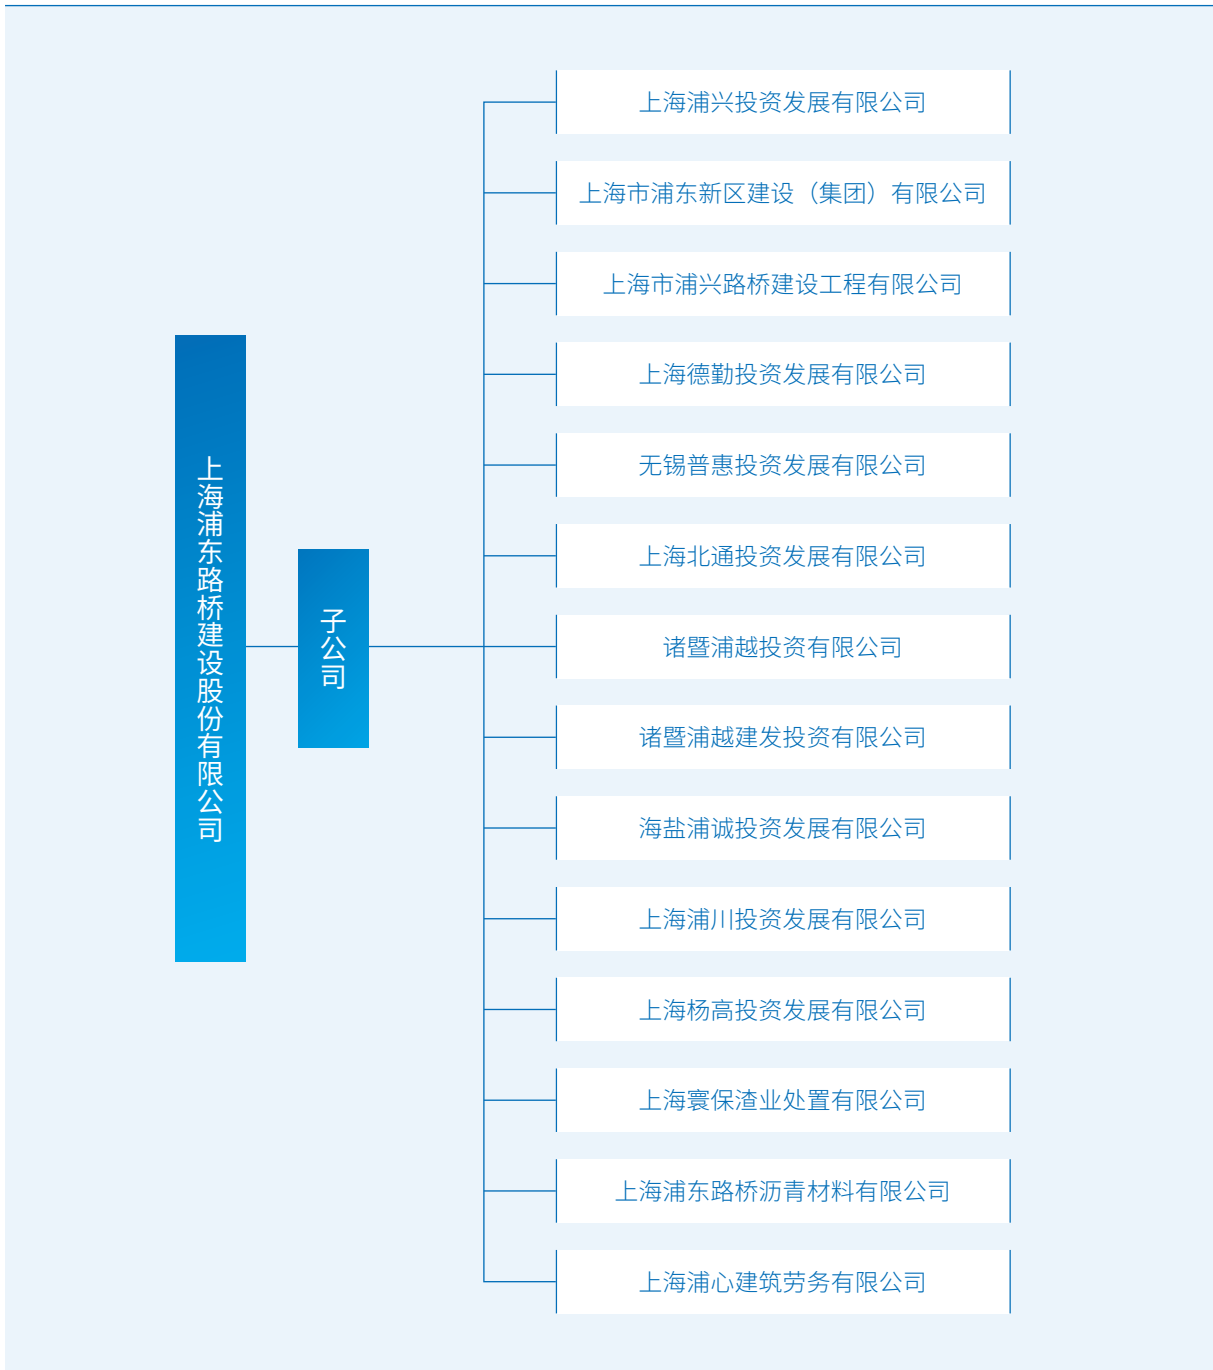 上海浦东路桥建设股份有限公司
子公司
上海浦兴投资发展有限公司
上海市浦东新区建设（集团）有限公司
上海市浦兴路桥建设工程有限公司
上海德勤投资发展有限公司
无锡普惠投资发展有限公司
上海北通投资发展有限公司
诸暨浦越投资有限公司
诸暨浦越建发投资有限公司
海盐浦诚投资发展有限公司
上海浦川投资发展有限公司
上海杨高投资发展有限公司
上海寰保渣业处置有限公司
上海浦东路桥沥青材料有限公司
上海浦心建筑劳务有限公司